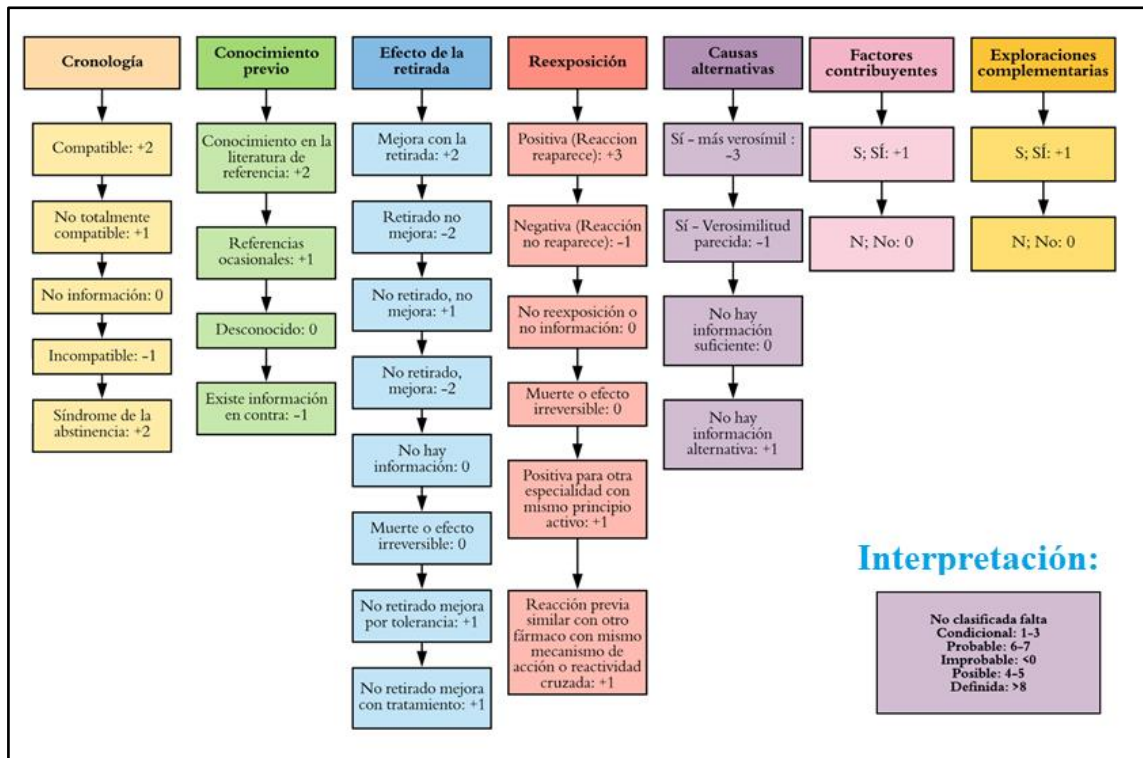 Cronología
Compatible: +2
No totalmente
compatible: +1
No información: 0
Incompatible: -1
Síndrome de la
abstinencia: +2
Conocimiento
previo
Conocimiento en la
literatura de
referencia: +2
Referencias
ocasionales: +1
Desconocido: 0
Existe información
en contra: -1
Efecto de la
retirada
Mejora con la
retirada: +2
Retirado no
mejora: -2
No retirado, no
mejora: +1
No retirado,
mejora: -2
No hay
información: 0
Muerte o efecto
irreversible: 0
No retirado mejora
por tolerancia: +1
No retirado mejora
con tratamiento: +1
Reexposición
Positiva (Reaccion
reaparece): +3
Negativa (Reacción
no reaparece): -1
No reexposición o
no información: 0
Muerte o efecto
irreversible: 0
Positiva para otra
especialidad con
mismo principio
activo: +1
Reacción previa
similar con otro
fármaco con mismo
mecanismo de
acción o reactividad
cruzada: +1
Causas
alternativas
Sí - más verosímil :
-3
Sí - Verosimilitud
parecida: -1
No hay
información
suficiente: 0
No hay
información
alternativa: +1
Factores
contribuyentes
S; SÍ: +1
N; No: 0
Exploraciones
complementarias
S; SÍ: +1
N; No: 0
Interpretación:
No clasificada falta
Condicional: 1-3
Probable: 6-7
Improbable: <0
Posible: 4-5
Definida: >8